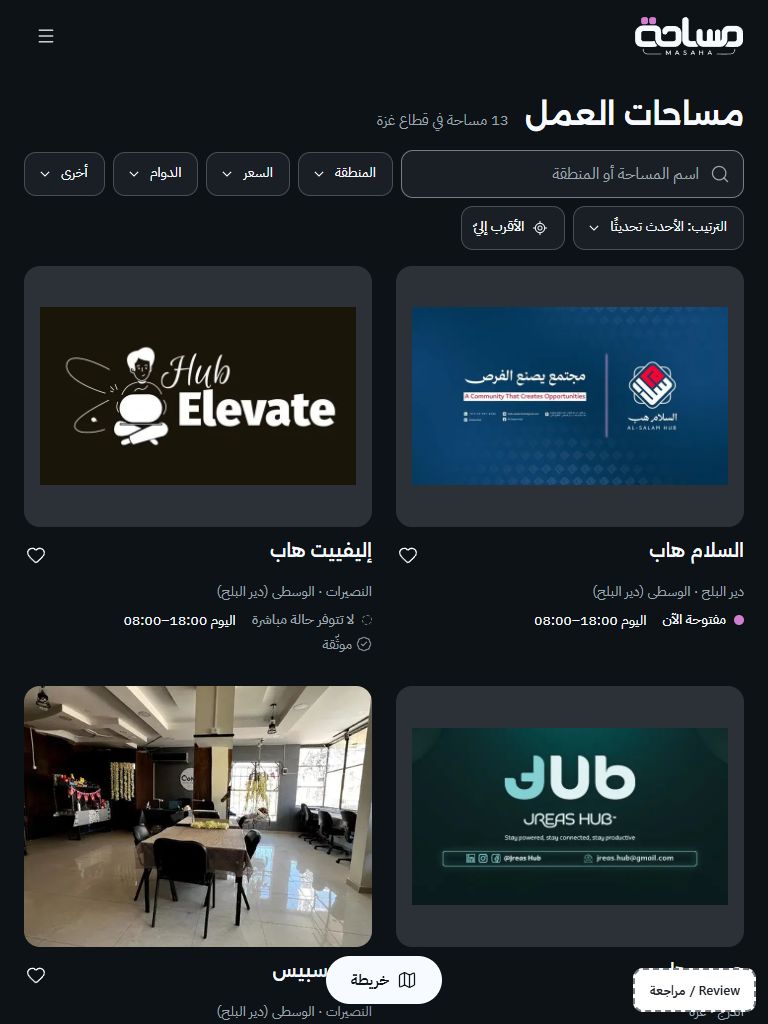 مساحة
MASAHA
مساحات العمل
13 مساحة في قطاع غزة
اسم المساحة أو المنطقة
المنطقة
السعر
الدوام
أخرى
الترتيب: الأحدث تحديثًا
الأقرب إليّ
مجتمع يصنع الفرص
A Community That Creates Opportunities
السلام هب
AL-SALAM HUB
Hub
Elevate
السلام هاب
دير البلح · الوسطى (دير البلح)
مفتوحة الآن
اليوم 08:00–18:00
إليفييت هاب
النصيرات · الوسطى (دير البلح)
لا تتوفر حالة مباشرة
اليوم 08:00–18:00
موثّقة
JREAS HUB
Stay powered, stay connected, stay productive
@Jreas Hub
jreas.hub@gmail.com
سبيس
النصيرات · الوسطى (دير البلح)
خريطة
Review / مراجعة